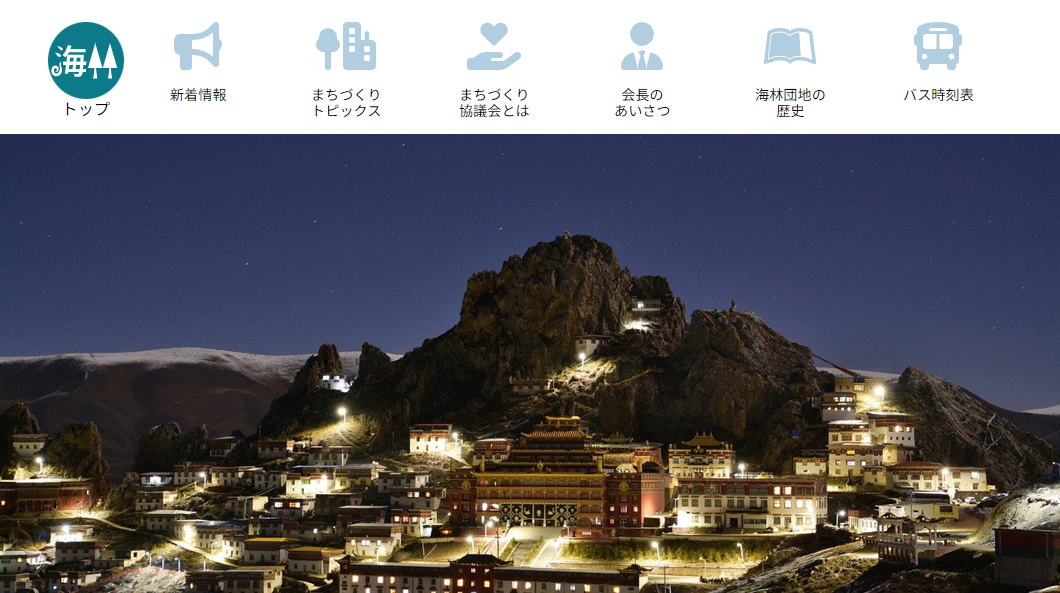 海林
トップ
新着情報
まちづくり
トピックス
まちづくり
協議会とは
会長の
あいさつ
海林団地の
歴史
バス時刻表